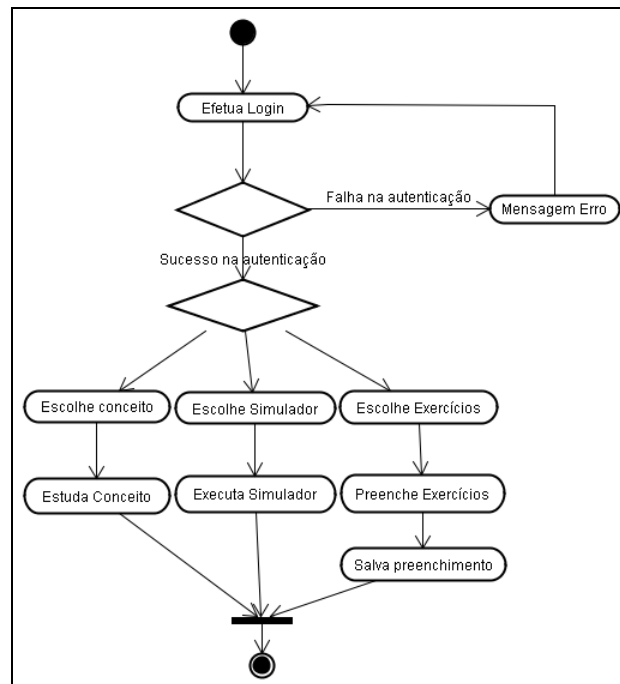 Efetua Login
Falha na autenticação
Mensagem Erro
Sucesso na autenticação
Escolhe conceito
Escolhe Simulador
Escolhe Exercícios
Estuda Conceito
Executa Simulador
Preenche Exercícios
Salva preenchimento